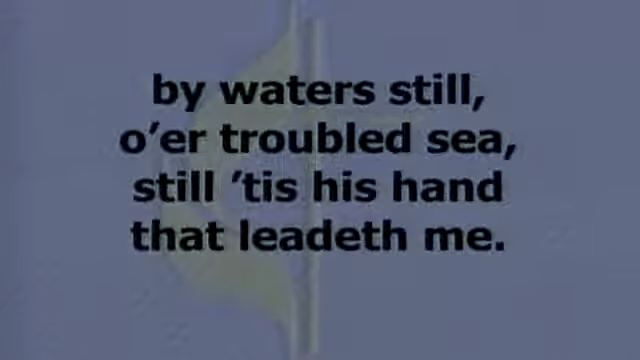 by waters still,
o’er troubled sea,
still ’tis his hand
that leadeth me.